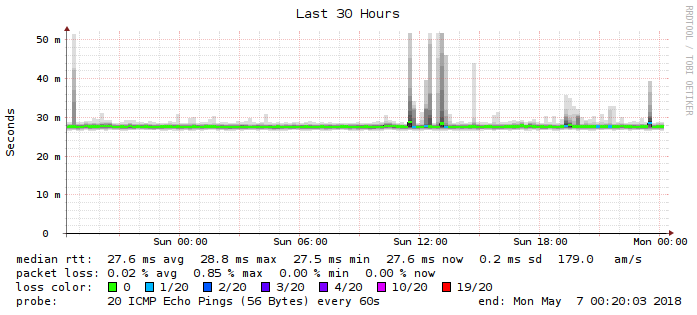 Last 30 Hours
RRDTOOL / TOBI OETIKER
Seconds
50 m
40 m
30 m
20 m
10 m
0
Sun 00:00 Sun 06:00 Sun 12:00 Sun 18:00 Mon 00:00
median rtt: 27.6 ms avg 28.8 ms max 27.5 ms min 27.6 ms now 0.2 ms sd 179.0 am/s
packet loss: 0.02 % avg 0.85 % max 0.00 % min 0.00 % now
loss color: 0 1/20 2/20 3/20 4/20 10/20 19/20
probe: 20 ICMP Echo Pings (56 Bytes) every 60s end: Mon May 7 00:20:03 2018